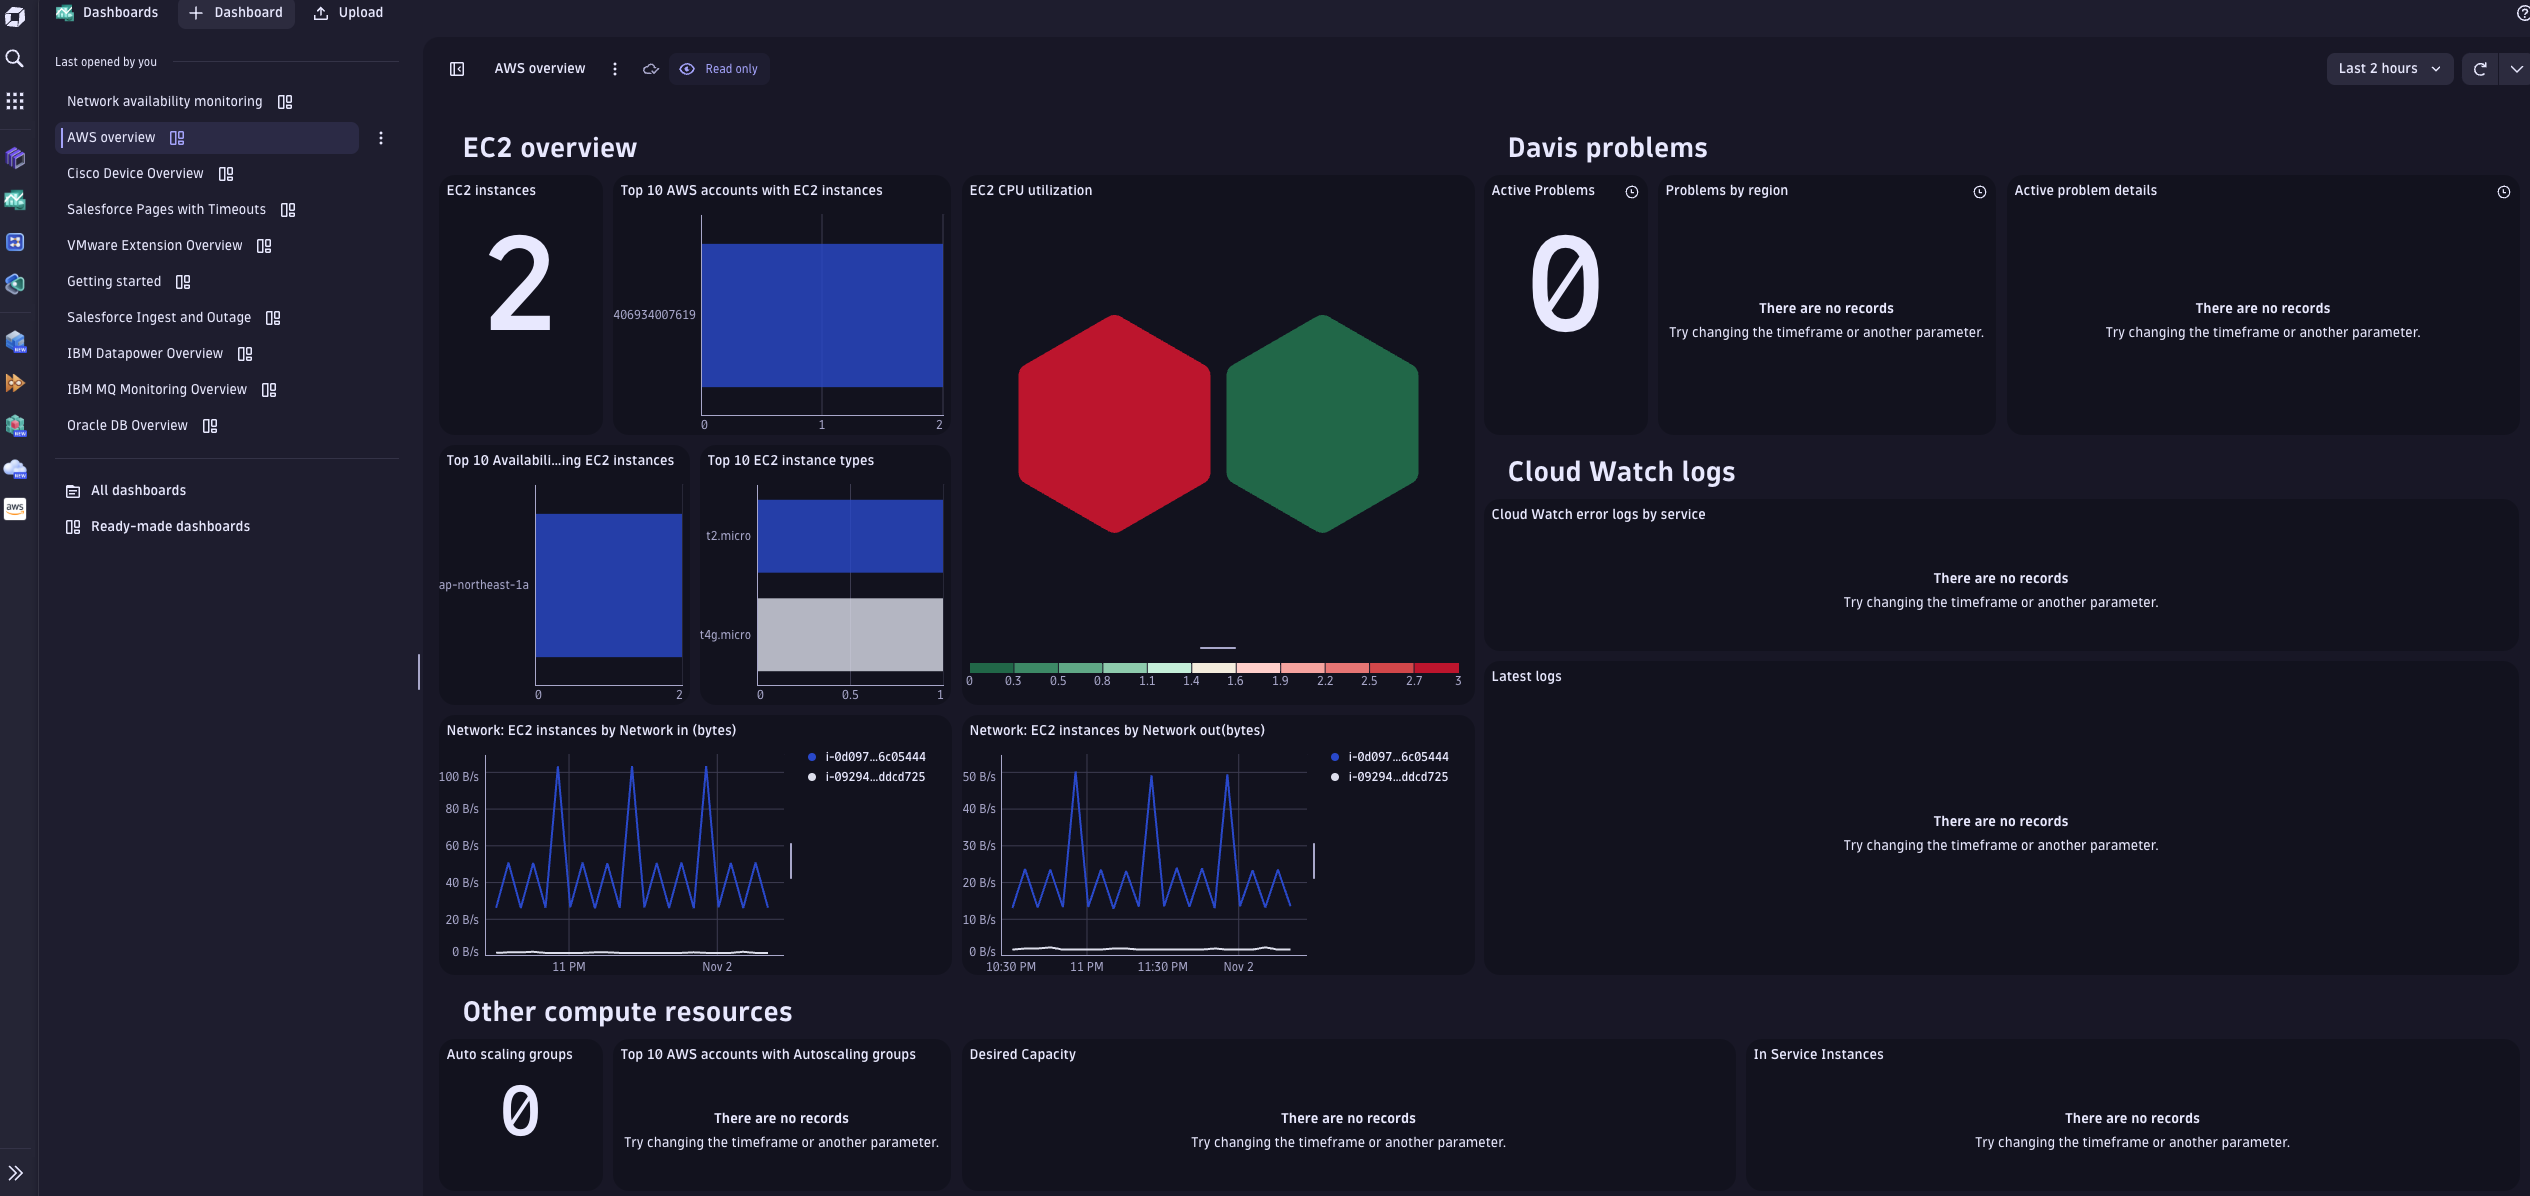 Dashboards
Dashboard
Upload
Last opened by you
Network availability monitoring
AWS overview
Cisco Device Overview
Salesforce Pages with Timeouts
VMware Extension Overview
Getting started
Salesforce Ingest and Outage
IBM Datapower Overview
IBM MQ Monitoring Overview
Oracle DB Overview
All dashboards
Ready-made dashboards
NEW
NEW
NEW
aws
AWS overview
Read only
Last 2 hours
EC2 overview
EC2 instances
2
Top 10 AWS accounts with EC2 instances
406934007619
0 1 2
EC2 CPU utilization
0 0.3 0.5 0.8 1.1 1.4 1.6 1.9 2.2 2.5 2.7 3
Top 10 Availabili...ing EC2 instances
ap-northeast-1a
0 2
Top 10 EC2 instance types
t2.micro
t4g.micro
0 0.5 1
Network: EC2 instances by Network in (bytes)
100 B/s
80 B/s
60 B/s
40 B/s
20 B/s
0 B/s
11 PM Nov 2
i-0d097...6c05444
i-09294...ddcd725
Network: EC2 instances by Network out(bytes)
50 B/s
40 B/s
30 B/s
20 B/s
10 B/s
0 B/s
10:30 PM 11 PM 11:30 PM Nov 2
i-0d097...6c05444
i-09294...ddcd725
Davis problems
Active Problems
0
Problems by region
There are no records
Try changing the timeframe or another parameter.
Active problem details
There are no records
Try changing the timeframe or another parameter.
Cloud Watch logs
Cloud Watch error logs by service
There are no records
Try changing the timeframe or another parameter.
Latest logs
There are no records
Try changing the timeframe or another parameter.
Other compute resources
Auto scaling groups
0
Top 10 AWS accounts with Autoscaling groups
There are no records
Try changing the timeframe or another parameter.
Desired Capacity
There are no records
Try changing the timeframe or another parameter.
In Service Instances
There are no records
Try changing the timeframe or another parameter.